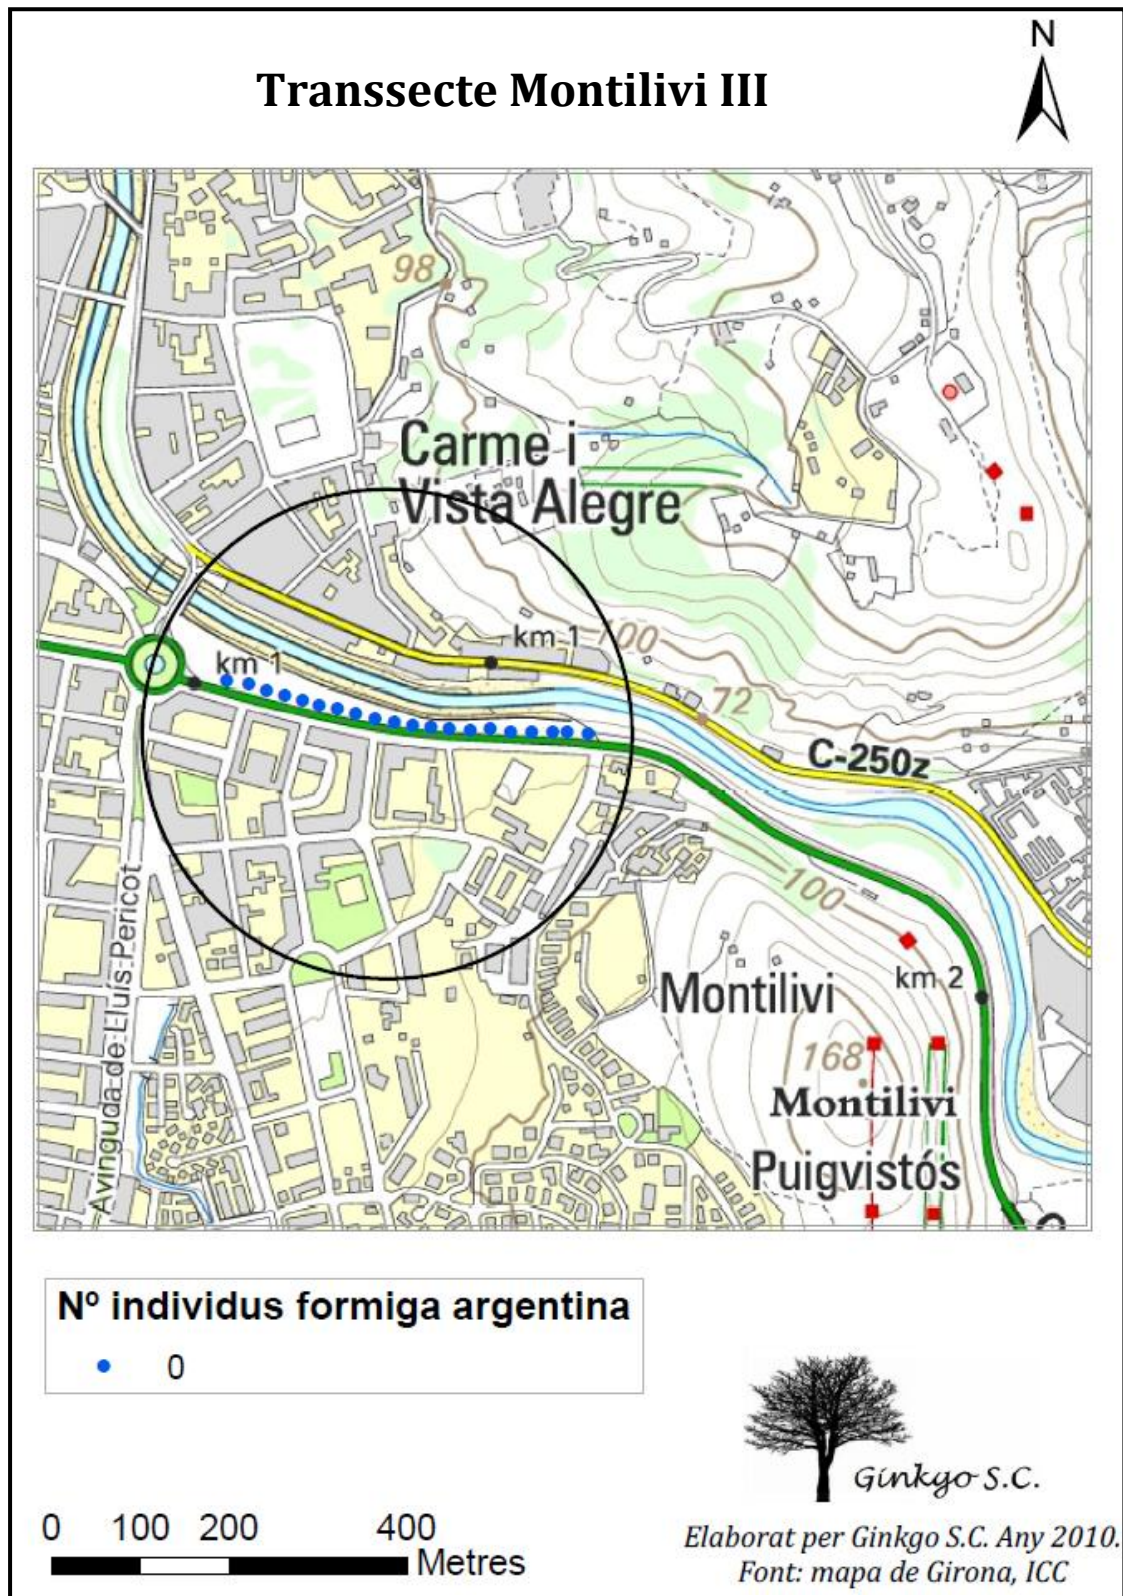 N
Transsecte Montilivi III
98
Carme i
Vista Alegre
km 1
100
km 1
72
C-250z
Avinguda de Lluís Pericot
100
km 2
Montilivi
168
Montilivi
Puigvistós
Nº individus formiga argentina
0
Ginkgo S.C.
0 100 200 400
Metres
Elaborat per Ginkgo S.C. Any 2010.
Font: mapa de Girona, ICC